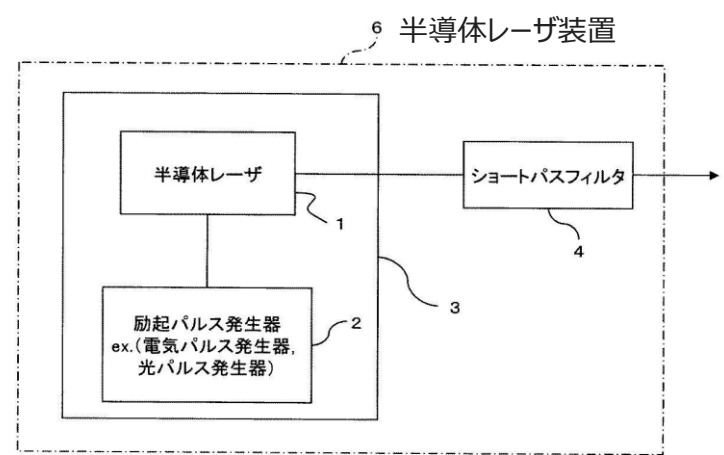 6 半導体レーザ装置
半導体レーザ
1
ショートパスフィルタ
4
3
励起パルス発生器
ex.(電気パルス発生器,
光パルス発生器)
2